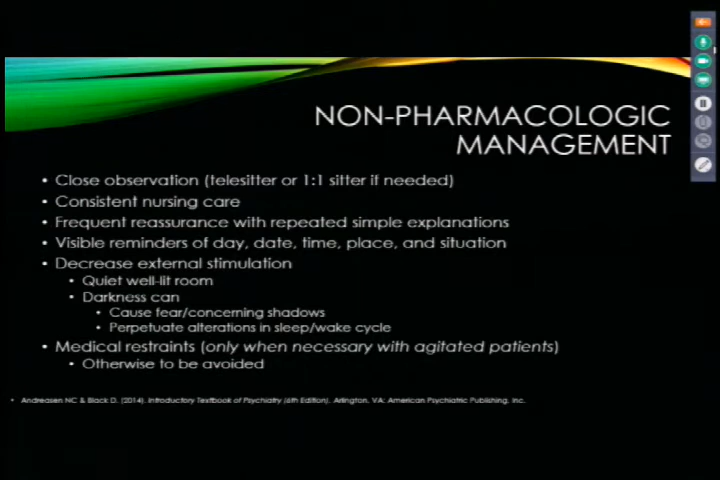 NON-PHARMACOLOGIC
MANAGEMENT
• Close observation (telesitter or 1:1 sitter if needed)
• Consistent nursing care
• Frequent reassurance with repeated simple explanations
• Visible reminders of day, date, time, place, and situation
• Decrease external stimulation
• Quiet well-lit room
• Darkness can
• Cause fear/concerning shadows
• Perpetuate alterations in sleep/wake cycle
• Medical restraints (only when necessary with agitated patients)
• Otherwise to be avoided
• Andreasen NC & Black D. (2014). Introductory Textbook of Psychiatry (6th Edition). Arlington, VA: American Psychiatric Publishing, Inc.